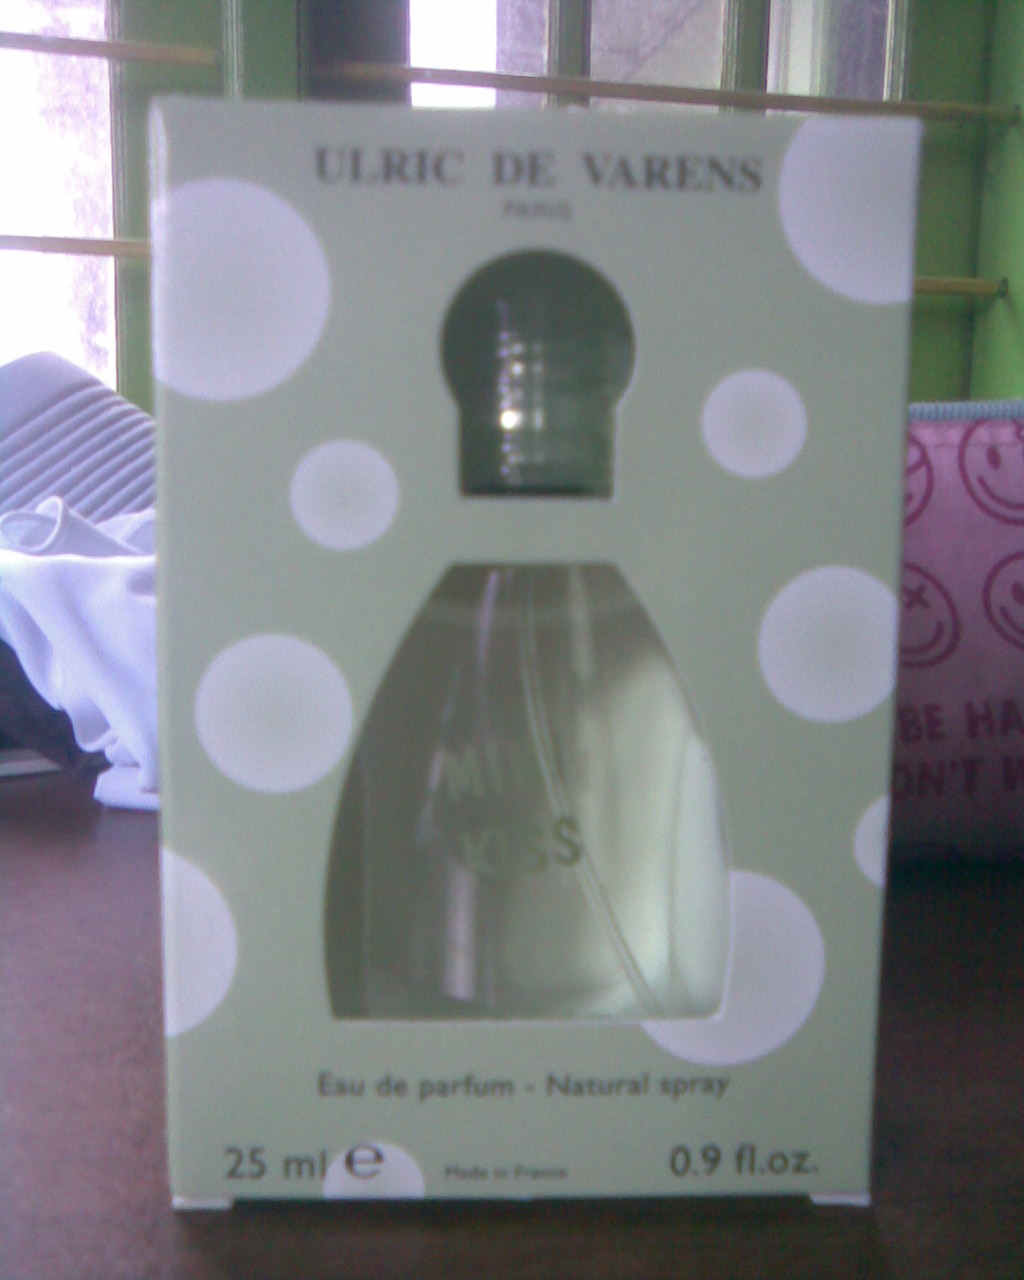 ULRIC DE VARENS
PARIS
MINI
KISS
Eau de parfum - Natural spray
25 ml e
Made in France
0.9 fl.oz.
BE HA
ON'T W